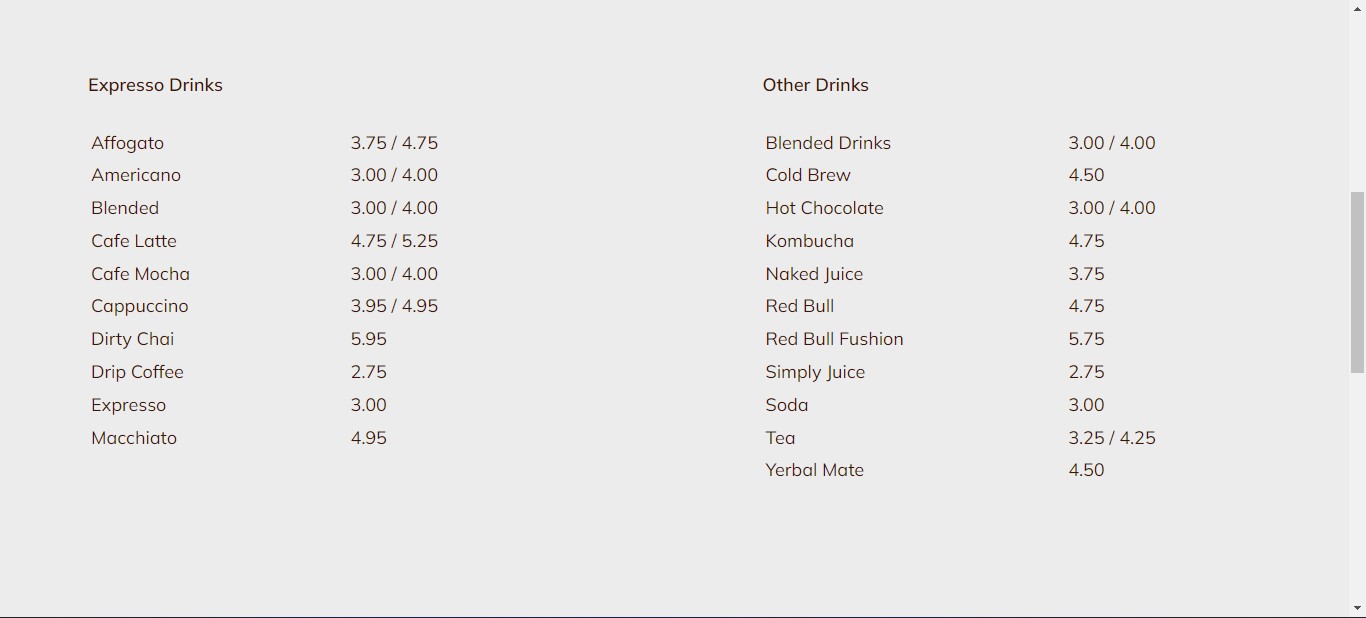 Expresso Drinks
Affogato 3.75 / 4.75
Americano 3.00 / 4.00
Blended 3.00 / 4.00
Cafe Latte 4.75 / 5.25
Cafe Mocha 3.00 / 4.00
Cappuccino 3.95 / 4.95
Dirty Chai 5.95
Drip Coffee 2.75
Expresso 3.00
Macchiato 4.95
Other Drinks
Blended Drinks 3.00 / 4.00
Cold Brew 4.50
Hot Chocolate 3.00 / 4.00
Kombucha 4.75
Naked Juice 3.75
Red Bull 4.75
Red Bull Fushion 5.75
Simply Juice 2.75
Soda 3.00
Tea 3.25 / 4.25
Yerbal Mate 4.50